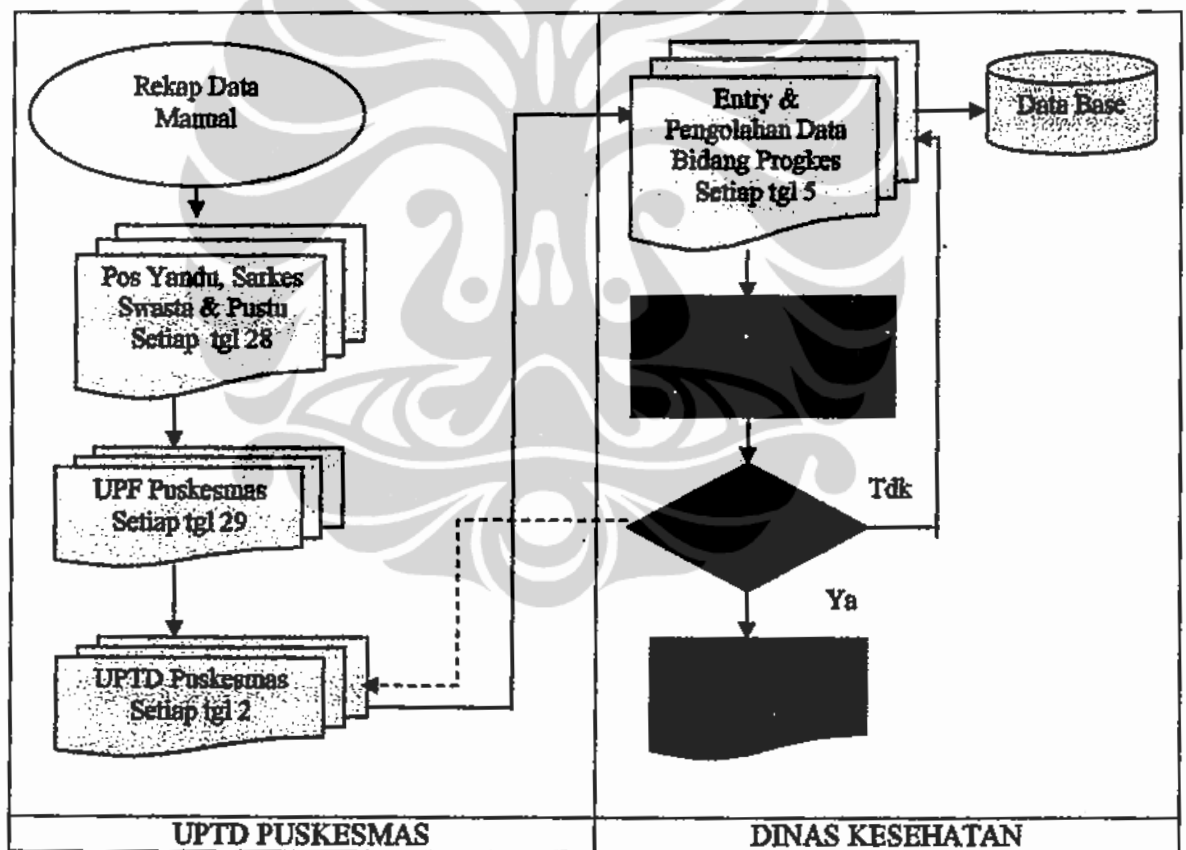 Rekap Data
Manual
Pos Yandu, Sarkes
Swasta & Pustu
Setiap tgl 28
UPF Puskesmas
Setiap tgl 29
UPTD Puskesmas
Setiap tgl 2
UPTD PUSKESMAS
Entry &
Pengolahan Data
Bidang Progkes
Setiap tgl 5
Data Base
Tdk
Ya
DINAS KESEHATAN